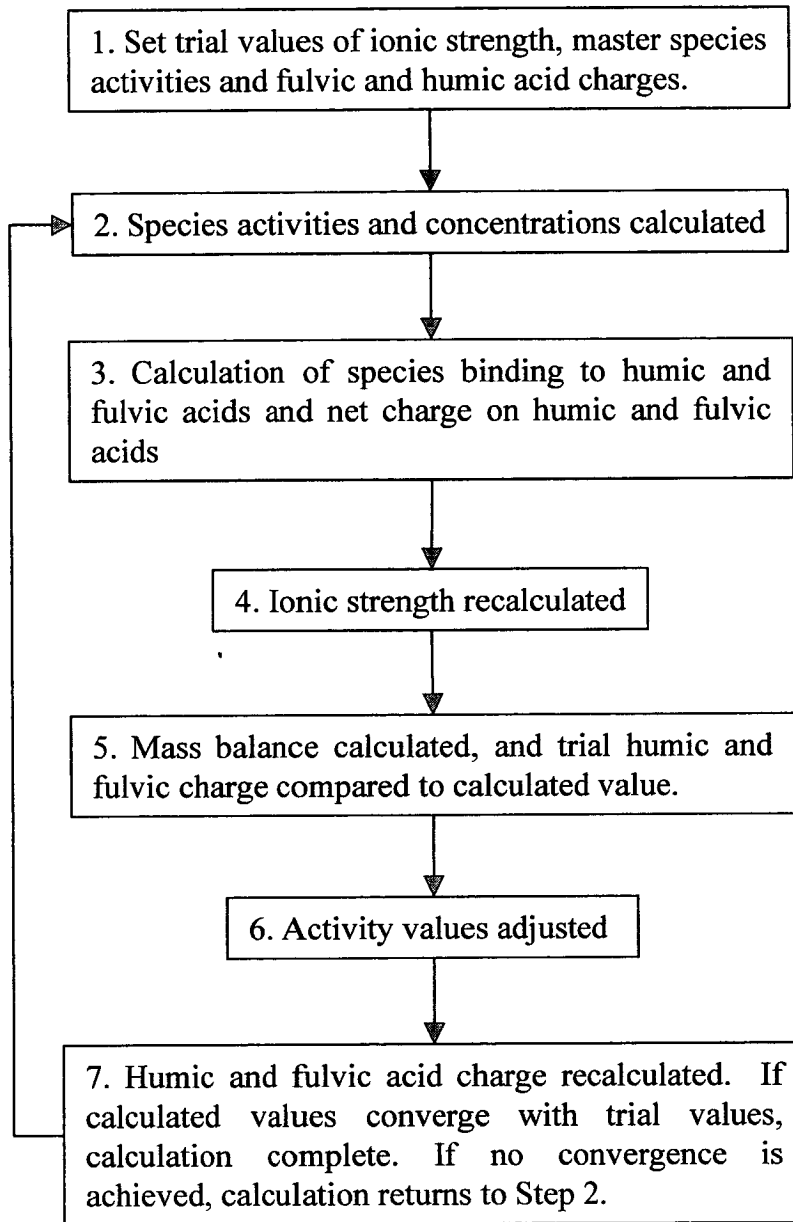 1. Set trial values of ionic strength, master species
activities and fulvic and humic acid charges.
2. Species activities and concentrations calculated
3. Calculation of species binding to humic and
fulvic acids and net charge on humic and fulvic
acids
4. Ionic strength recalculated
5. Mass balance calculated, and trial humic and
fulvic charge compared to calculated value.
6. Activity values adjusted
7. Humic and fulvic acid charge recalculated. If
calculated values converge with trial values,
calculation complete. If no convergence is
achieved, calculation returns to Step 2.